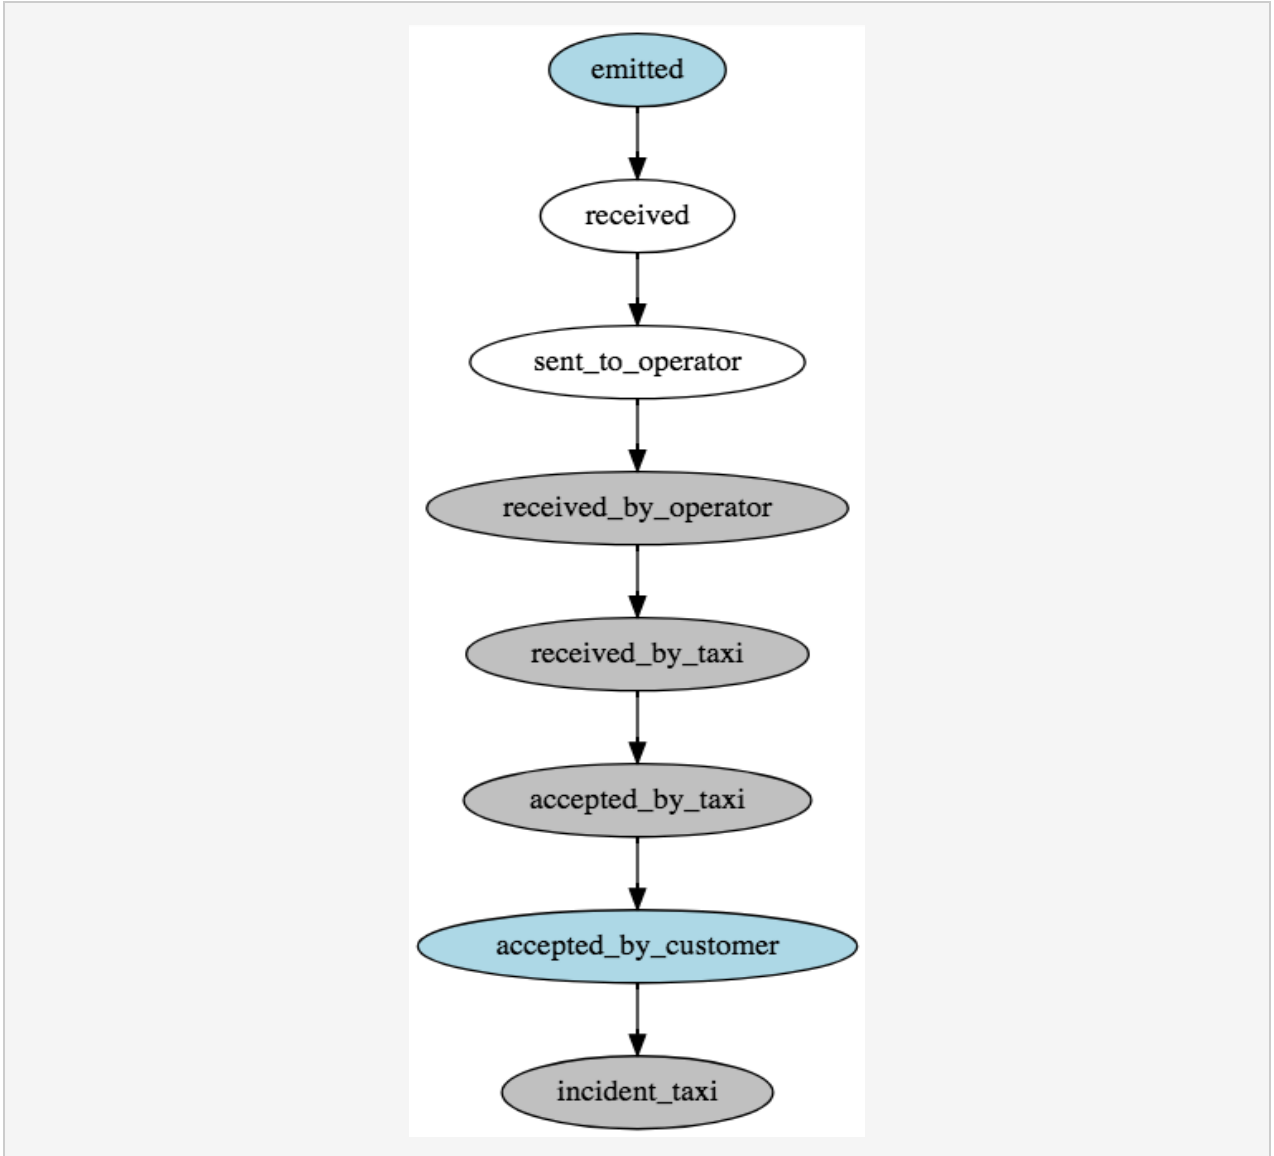 emitted
received
sent_to_operator
received_by_operator
received_by_taxi
accepted_by_taxi
accepted_by_customer
incident_taxi